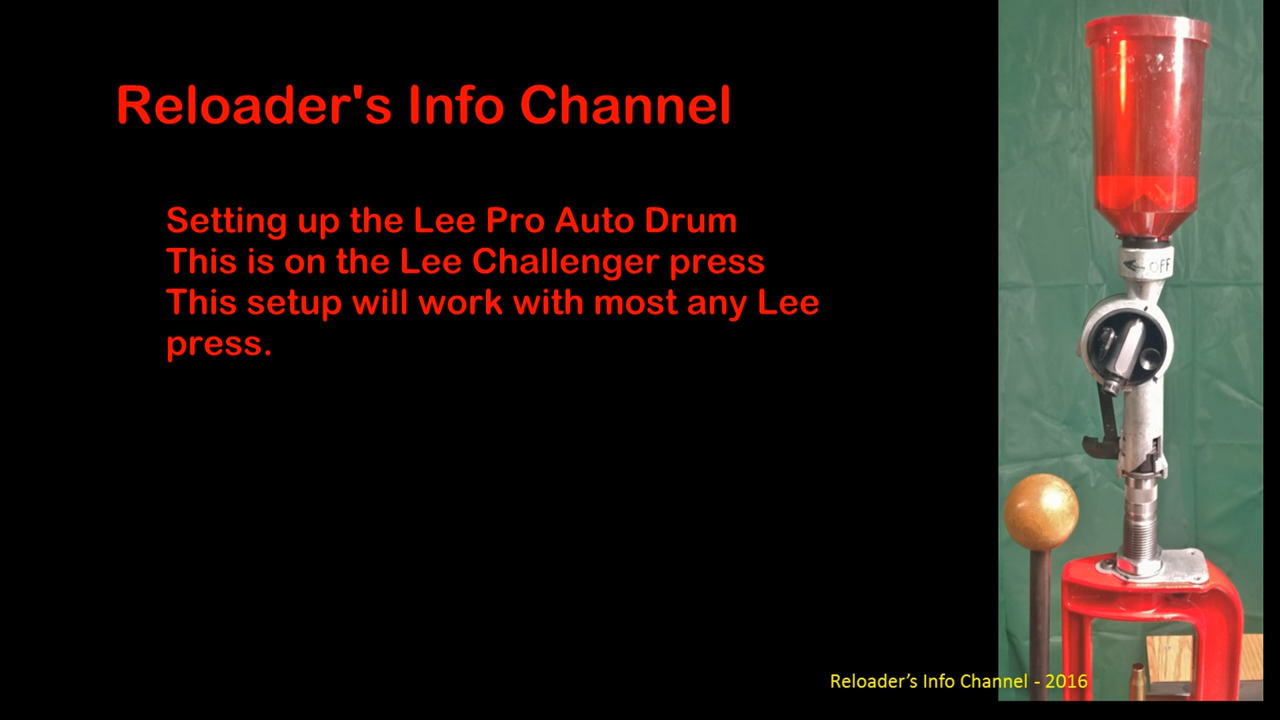 Reloader's Info Channel
Setting up the Lee Pro Auto Drum
This is on the Lee Challenger press
This setup will work with most any Lee
press.
OFF
Reloader’s Info Channel - 2016